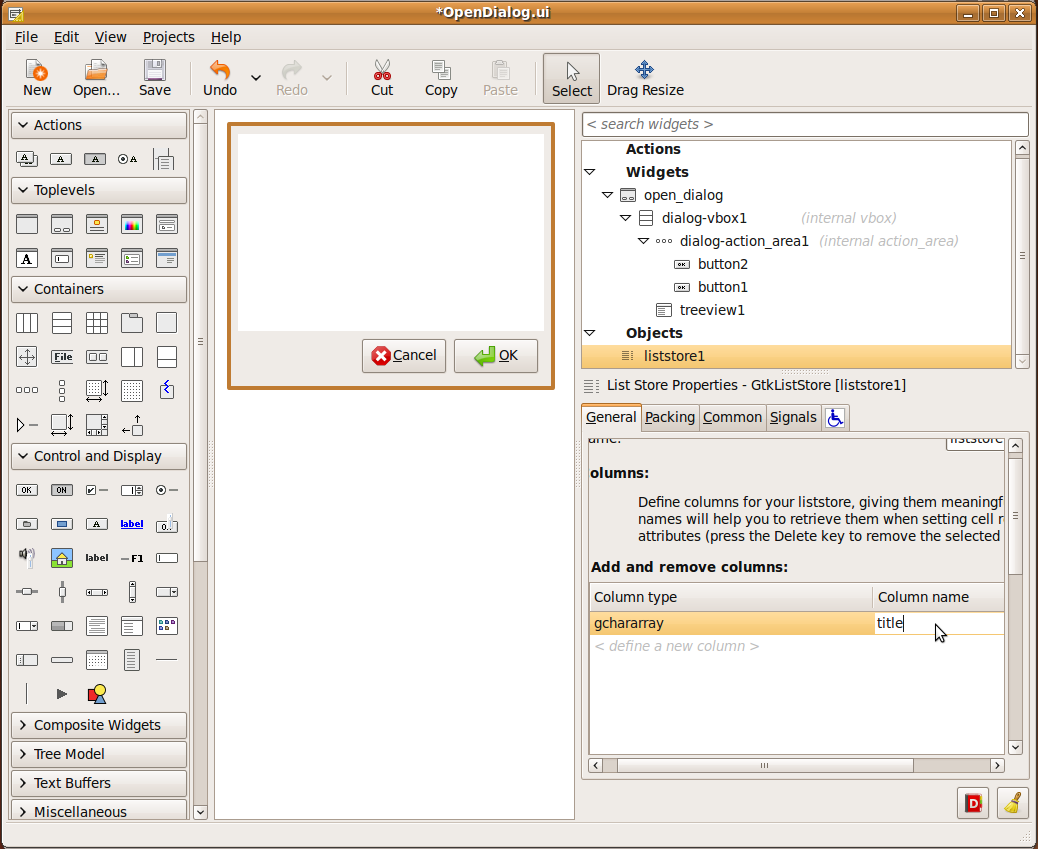 *OpenDialog.ui
File Edit View Projects Help
New Open... Save Undo Redo Cut Copy Paste Select Drag Resize
Actions
Toplevels
Containers
File
Control and Display
OK ON
label
label F1
Composite Widgets
Tree Model
Text Buffers
Miscellaneous
Cancel OK
< search widgets >
Actions
Widgets
open_dialog
dialog-vbox1 (internal vbox)
dialog-action_area1 (internal action_area)
button2
button1
treeview1
Objects
liststore1
List Store Properties - GtkListStore [liststore1]
General Packing Common Signals
ame: liststore
olumns:
Define columns for your liststore, giving them meaningf
names will help you to retrieve them when setting cell r
attributes (press the Delete key to remove the selected
Add and remove columns:
Column type Column name
gchararray title
< define a new column >
D